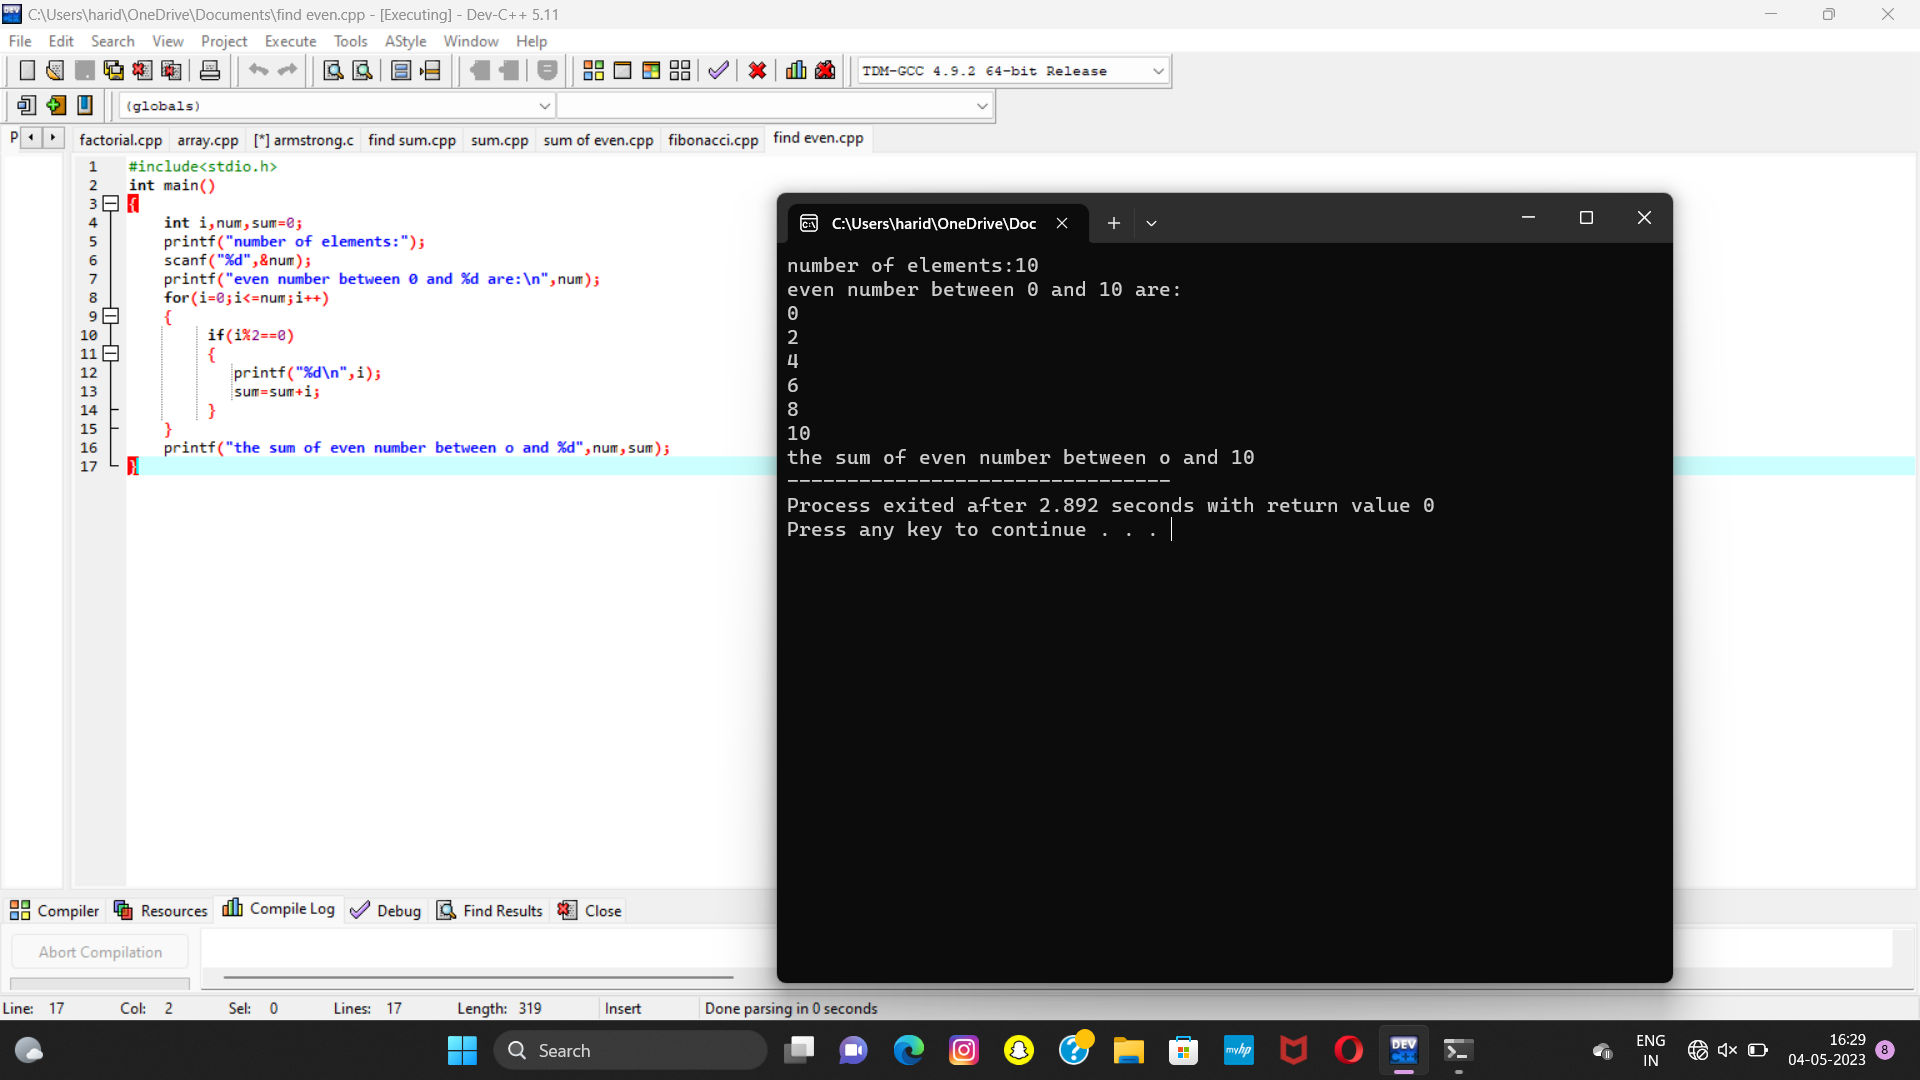 C:\Users\harid\OneDrive\Documents\find even.cpp - [Executing] - Dev-C++ 5.11
File Edit Search View Project Execute Tools AStyle Window Help
TDM-GCC 4.9.2 64-bit Release
(globals)
P factorial.cpp array.cpp [*] armstrong.c find sum.cpp sum.cpp sum of even.cpp fibonacci.cpp find even.cpp
1 #include<stdio.h>
2 int main()
3 {
4 int i,num,sum=0;
5 printf("number of elements:");
6 scanf("%d",&num);
7 printf("even number between 0 and %d are:\n",num);
8 for(i=0;i<=num;i++)
9 {
10 if(i%2==0)
11 {
12 printf("%d\n",i);
13 sum=sum+i;
14 }
15 }
16 printf("the sum of even number between o and %d",num,sum);
17 }
C:\Users\harid\OneDrive\Doc
number of elements:10
even number between 0 and 10 are:
0
2
4
6
8
10
the sum of even number between o and 10
--------------------------------
Process exited after 2.892 seconds with return value 0
Press any key to continue . . .
Compiler Resources Compile Log Debug Find Results Close
Abort Compilation
Line: 17 Col: 2 Sel: 0 Lines: 17 Length: 319 Insert Done parsing in 0 seconds
Search
myhp
DEV C++
ENG
IN
16:29
04-05-2023
8